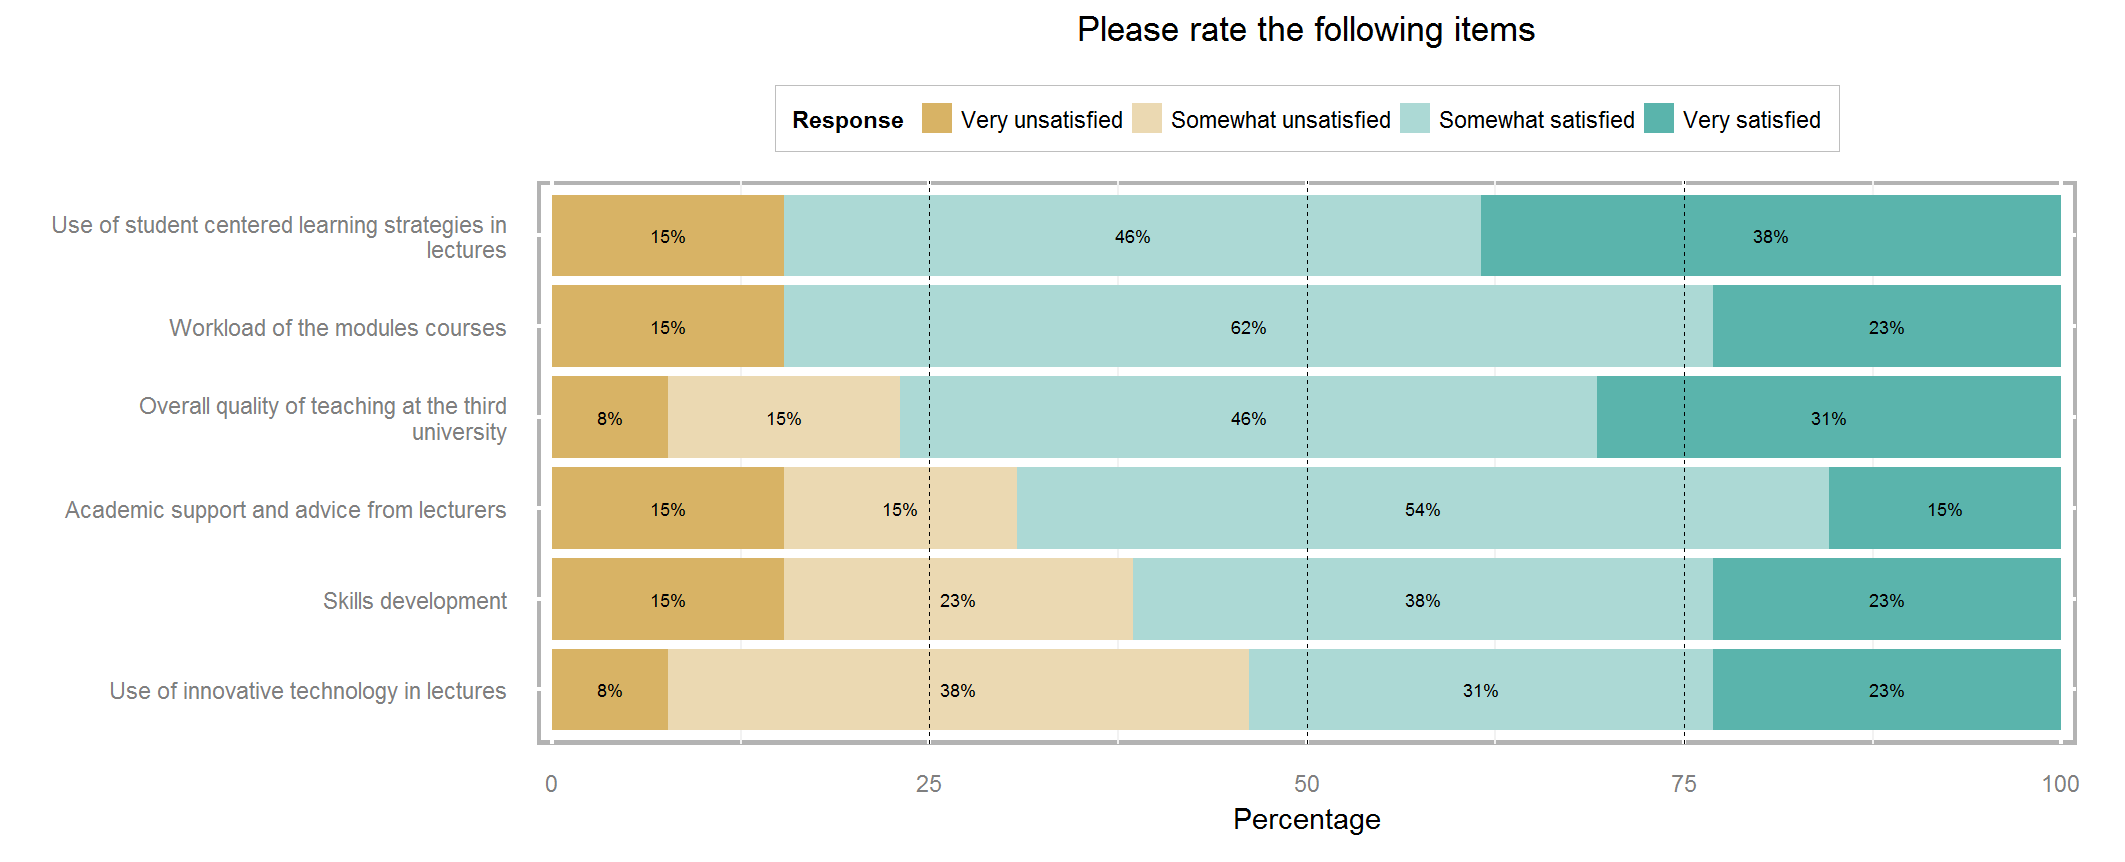 Please rate the following items
Response Very unsatisfied Somewhat unsatisfied Somewhat satisfied Very satisfied
Use of student centered learning strategies in
lectures
15% 46% 38%
Workload of the modules courses
15% 62% 23%
Overall quality of teaching at the third
university
8% 15% 46% 31%
Academic support and advice from lecturers
15% 15% 54% 15%
Skills development
15% 23% 38% 23%
Use of innovative technology in lectures
8% 38% 31% 23%
0 25 50 75 100
Percentage